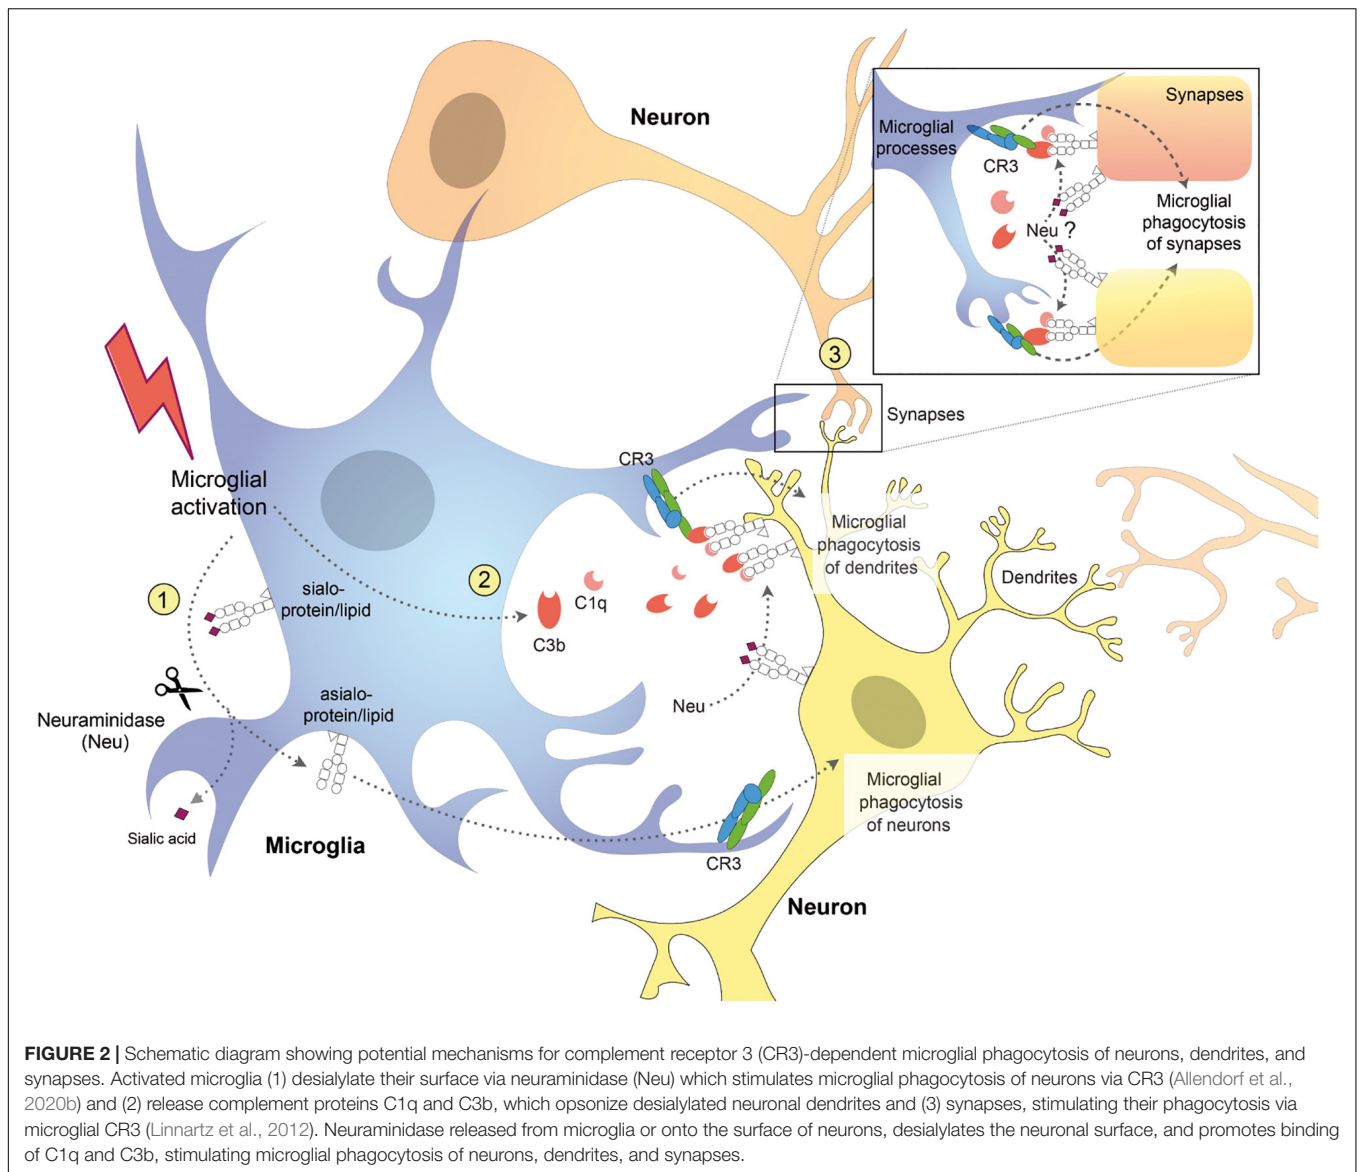 Neuron
Synapses
Microglial
processes
CR3
Neu ?
Microglial
phagocytosis
of synapses
3
Synapses
CR3
Microglial
activation
Microglial
phagocytosis
of dendrites
Dendrites
2
1
sialo-
protein/lipid
C1q
C3b
asialo-
protein/lipid
Neu
Neuraminidase
(Neu)
Microglial
phagocytosis
of neurons
Sialic acid
Microglia
CR3
Neuron
FIGURE 2 | Schematic diagram showing potential mechanisms for complement receptor 3 (CR3)-dependent microglial phagocytosis of neurons, dendrites, and
synapses. Activated microglia (1) desialylate their surface via neuraminidase (Neu) which stimulates microglial phagocytosis of neurons via CR3 (Allendorf et al.,
2020b) and (2) release complement proteins C1q and C3b, which opsonize desialylated neuronal dendrites and (3) synapses, stimulating their phagocytosis via
microglial CR3 (Linnartz et al., 2012). Neuraminidase released from microglia or onto the surface of neurons, desialylates the neuronal surface, and promotes binding
of C1q and C3b, stimulating microglial phagocytosis of neurons, dendrites, and synapses.